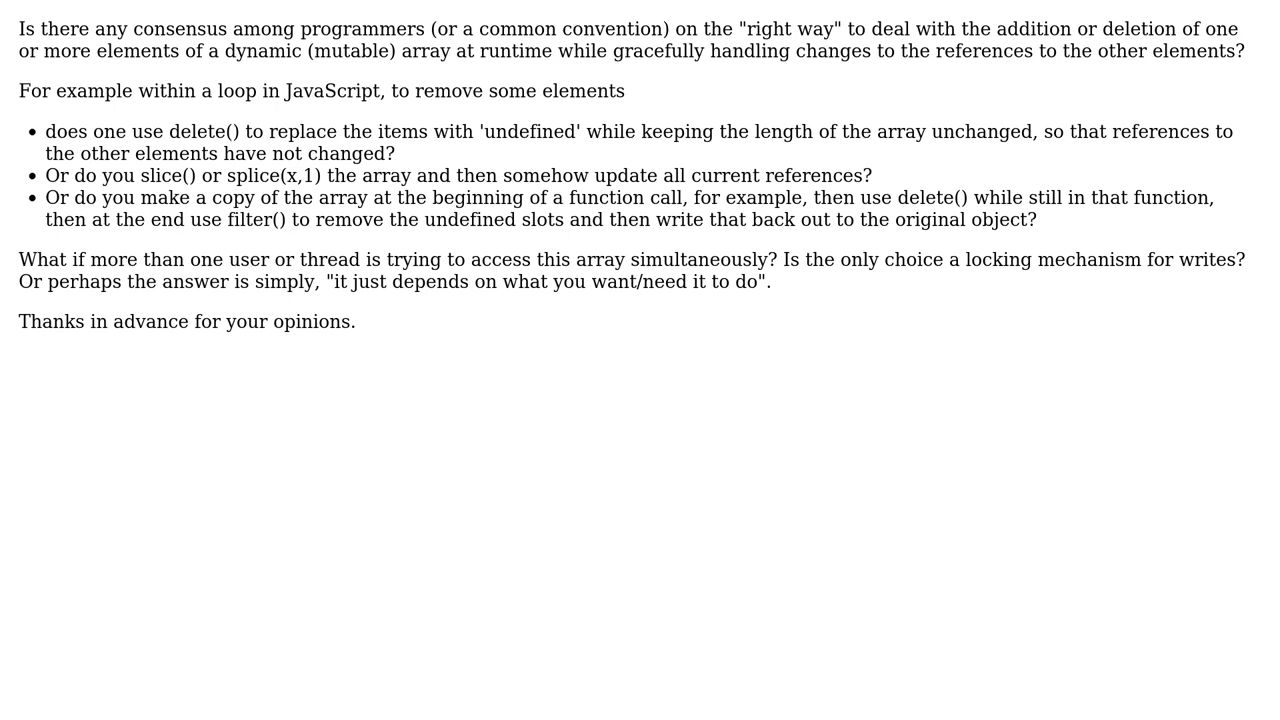 Is there any consensus among programmers (or a common convention) on the "right way" to deal with the addition or deletion of one
or more elements of a dynamic (mutable) array at runtime while gracefully handling changes to the references to the other elements?
For example within a loop in JavaScript, to remove some elements
• does one use delete() to replace the items with 'undefined' while keeping the length of the array unchanged, so that references to
the other elements have not changed?
• Or do you slice() or splice(x,1) the array and then somehow update all current references?
• Or do you make a copy of the array at the beginning of a function call, for example, then use delete() while still in that function,
then at the end use filter() to remove the undefined slots and then write that back out to the original object?
What if more than one user or thread is trying to access this array simultaneously? Is the only choice a locking mechanism for writes?
Or perhaps the answer is simply, "it just depends on what you want/need it to do".
Thanks in advance for your opinions.